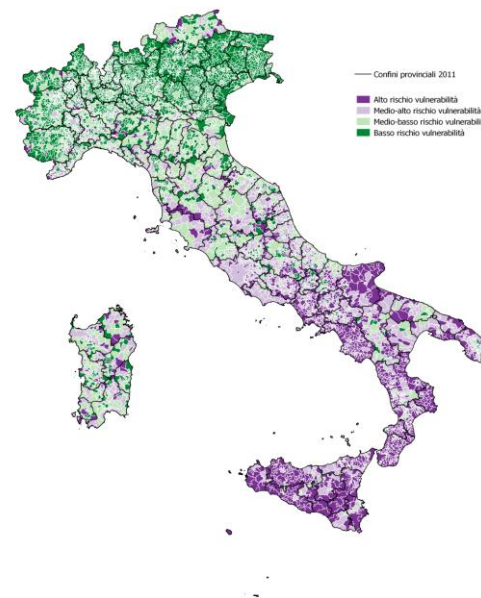 Confini provinciali 2011
Alto rischio vulnerabilità
Medio-alto rischio vulnerabilità
Medio-basso rischio vulnerabili
Basso rischio vulnerabilità